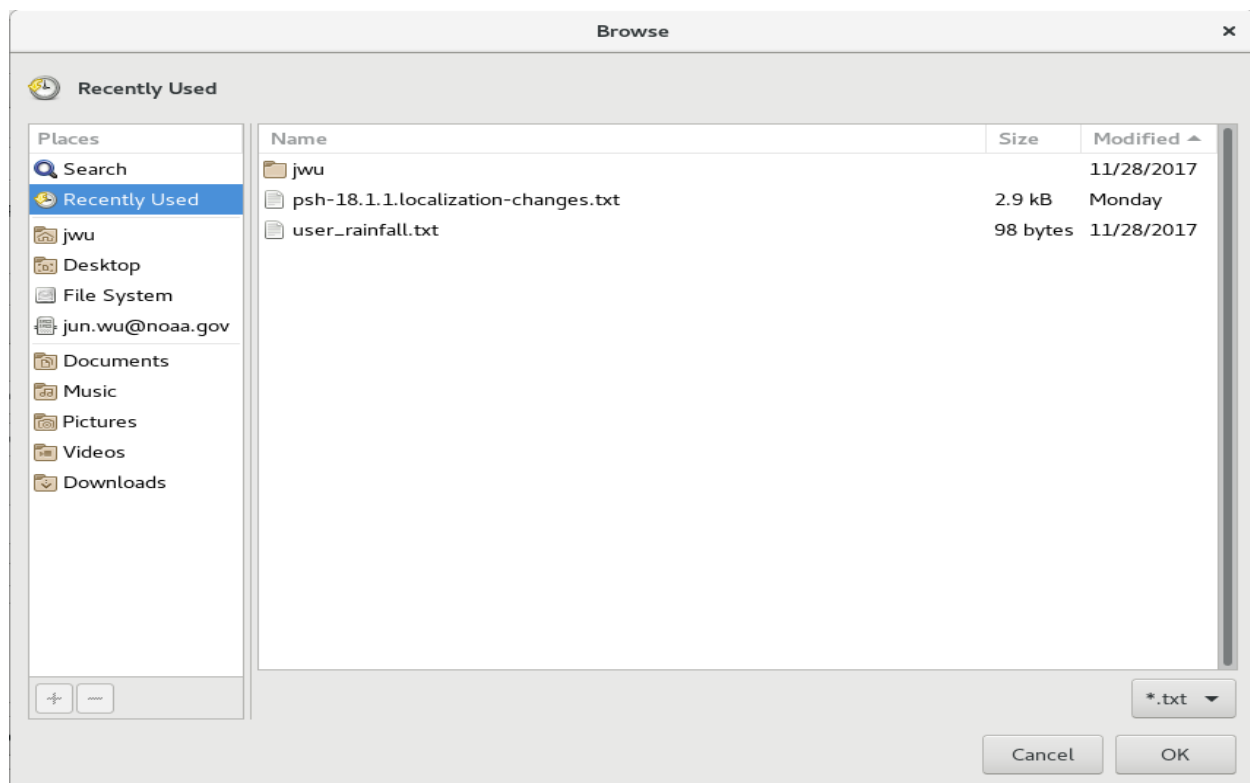 Browse
Recently Used
Places
Search
Recently Used
jwu
Desktop
File System
jun.wu@noaa.gov
Documents
Music
Pictures
Videos
Downloads
Name Size Modified
jwu 11/28/2017
psh-18.1.1.localization-changes.txt 2.9 kB Monday
user_rainfall.txt 98 bytes 11/28/2017
*.txt
Cancel OK